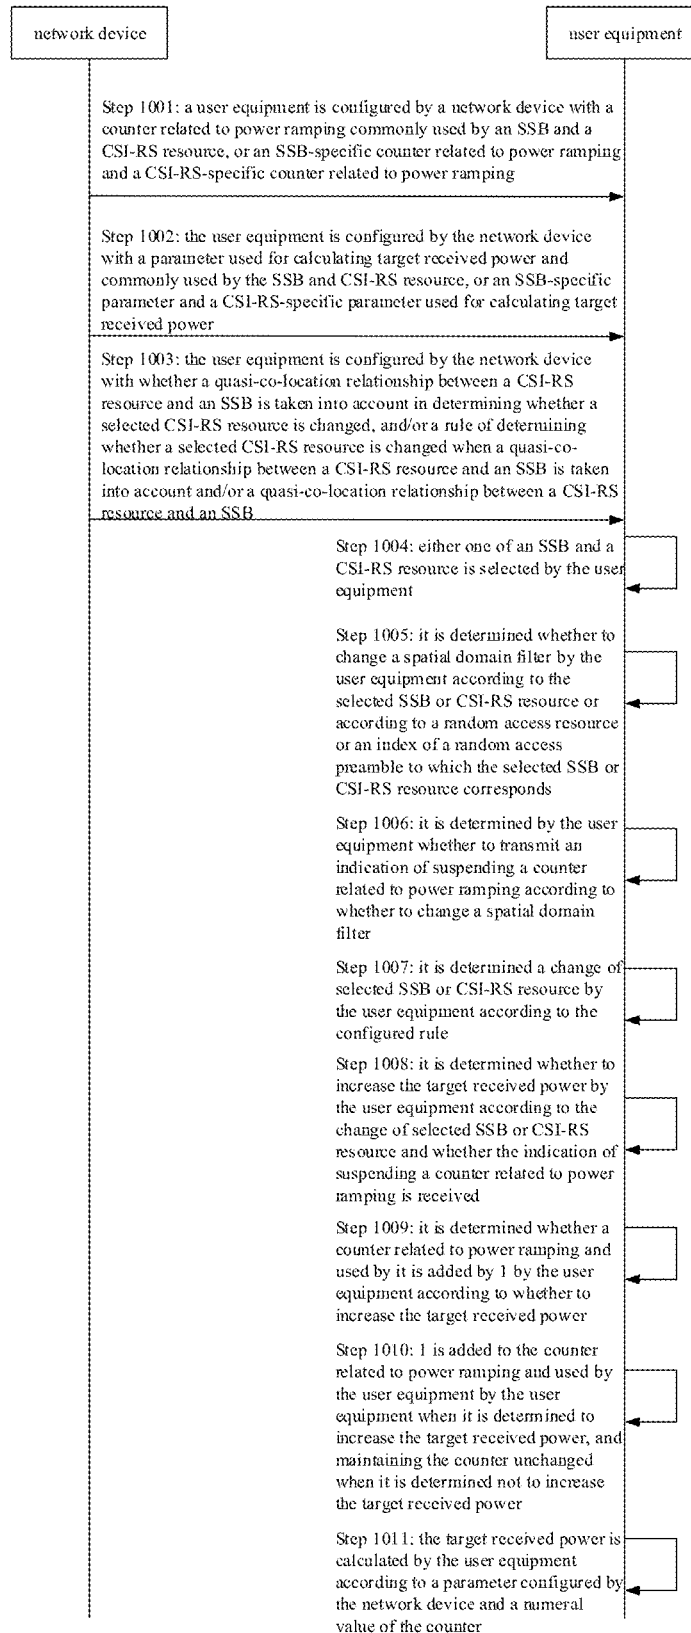 network device
user equipment
Step 1001: a user equipment is configured by a network device with a
counter related to power ramping commonly used by an SSB and a
CSI-RS resource, or an SSB-specific counter related to power ramping
and a CSI-RS-specific counter related to power ramping
Step 1002: the user equipment is configured by the network device
with a parameter used for calculating target received power and
commonly used by the SSB and CSI-RS resource, or an SSB-specific
parameter and a CSI-RS-specific parameter used for calculating target
received power
Step 1003: the user equipment is configured by the network device
with whether a quasi-co-location relationship between a CSI-RS
resource and an SSB is taken into account in determining whether a
selected CSI-RS resource is changed, and/or a rule of determining
whether a selected CSI-RS resource is changed when a quasi-co-
location relationship between a CSI-RS resource and an SSB is taken
into account and/or a quasi-co-location relationship between a CSI-RS
resource and an SSB
Step 1004: either one of an SSB and a
CSI-RS resource is selected by the user
equipment
Step 1005: it is determined whether to
change a spatial domain filter by the
user equipment according to the
selected SSB or CSI-RS resource or
according to a random access resource
or an index of a random access
preamble to which the selected SSB or
CSI-RS resource corresponds
Step 1006: it is determined by the user
equipment whether to transmit an
indication of suspending a counter
related to power ramping according to
whether to change a spatial domain
filter
Step 1007: it is determined a change of
selected SSB or CSI-RS resource by
the user equipment according to the
configured rule
Step 1008: it is determined whether to
increase the target received power by
the user equipment according to the
change of selected SSB or CSI-RS
resource and whether the indication of
suspending a counter related to power
ramping is received
Step 1009: it is determined whether a
counter related to power ramping and
used by it is added by 1 by the user
equipment according to whether to
increase the target received power
Step 1010: 1 is added to the counter
related to power ramping and used by
the user equipment by the user
equipment when it is determined to
increase the target received power, and
maintaining the counter unchanged
when it is determined not to increase
the target received power
Step 1011: the target received power is
calculated by the user equipment
according to a parameter configured by
the network device and a numeral
value of the counter